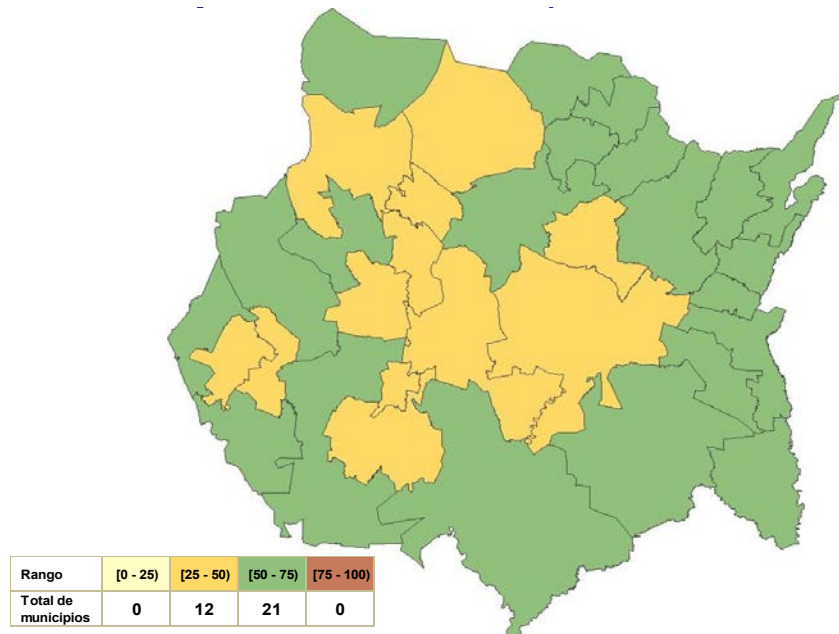 Rango [0 - 25) [25 - 50) [50 - 75) [75 - 100)
Total de municipios 0 12 21 0